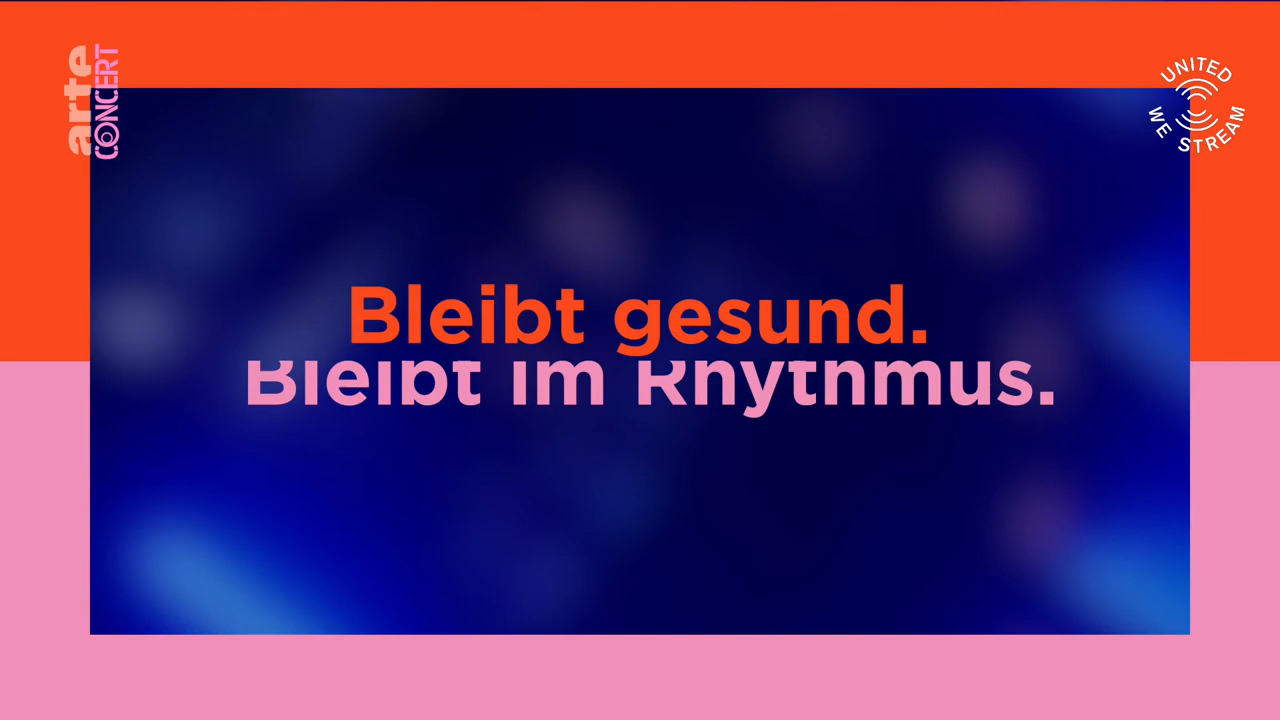 arte
CONCERT
UNITED
WE STREAM
Bleibt gesund.
Bleibt im Rhythmus.